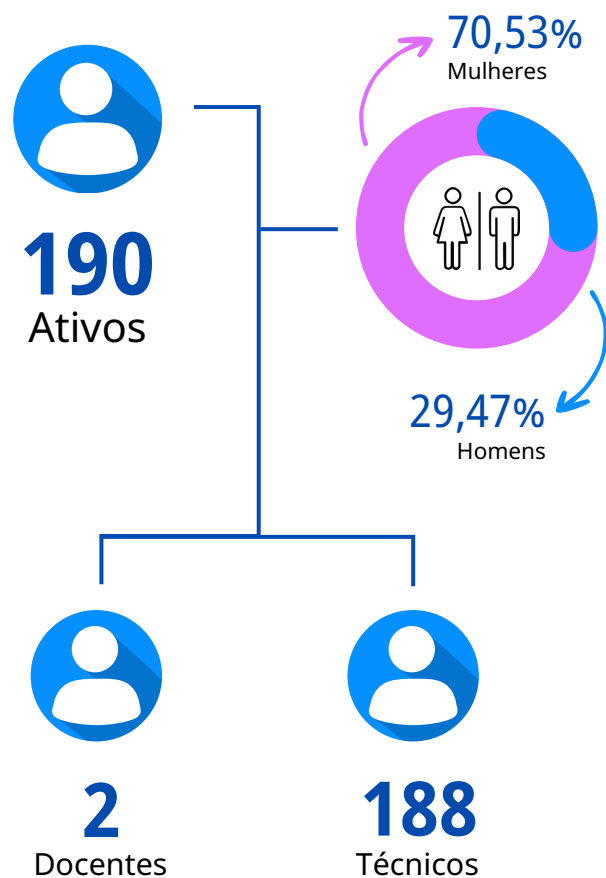 70,53%
Mulheres
190
Ativos
29,47%
Homens
2
Docentes
188
Técnicos